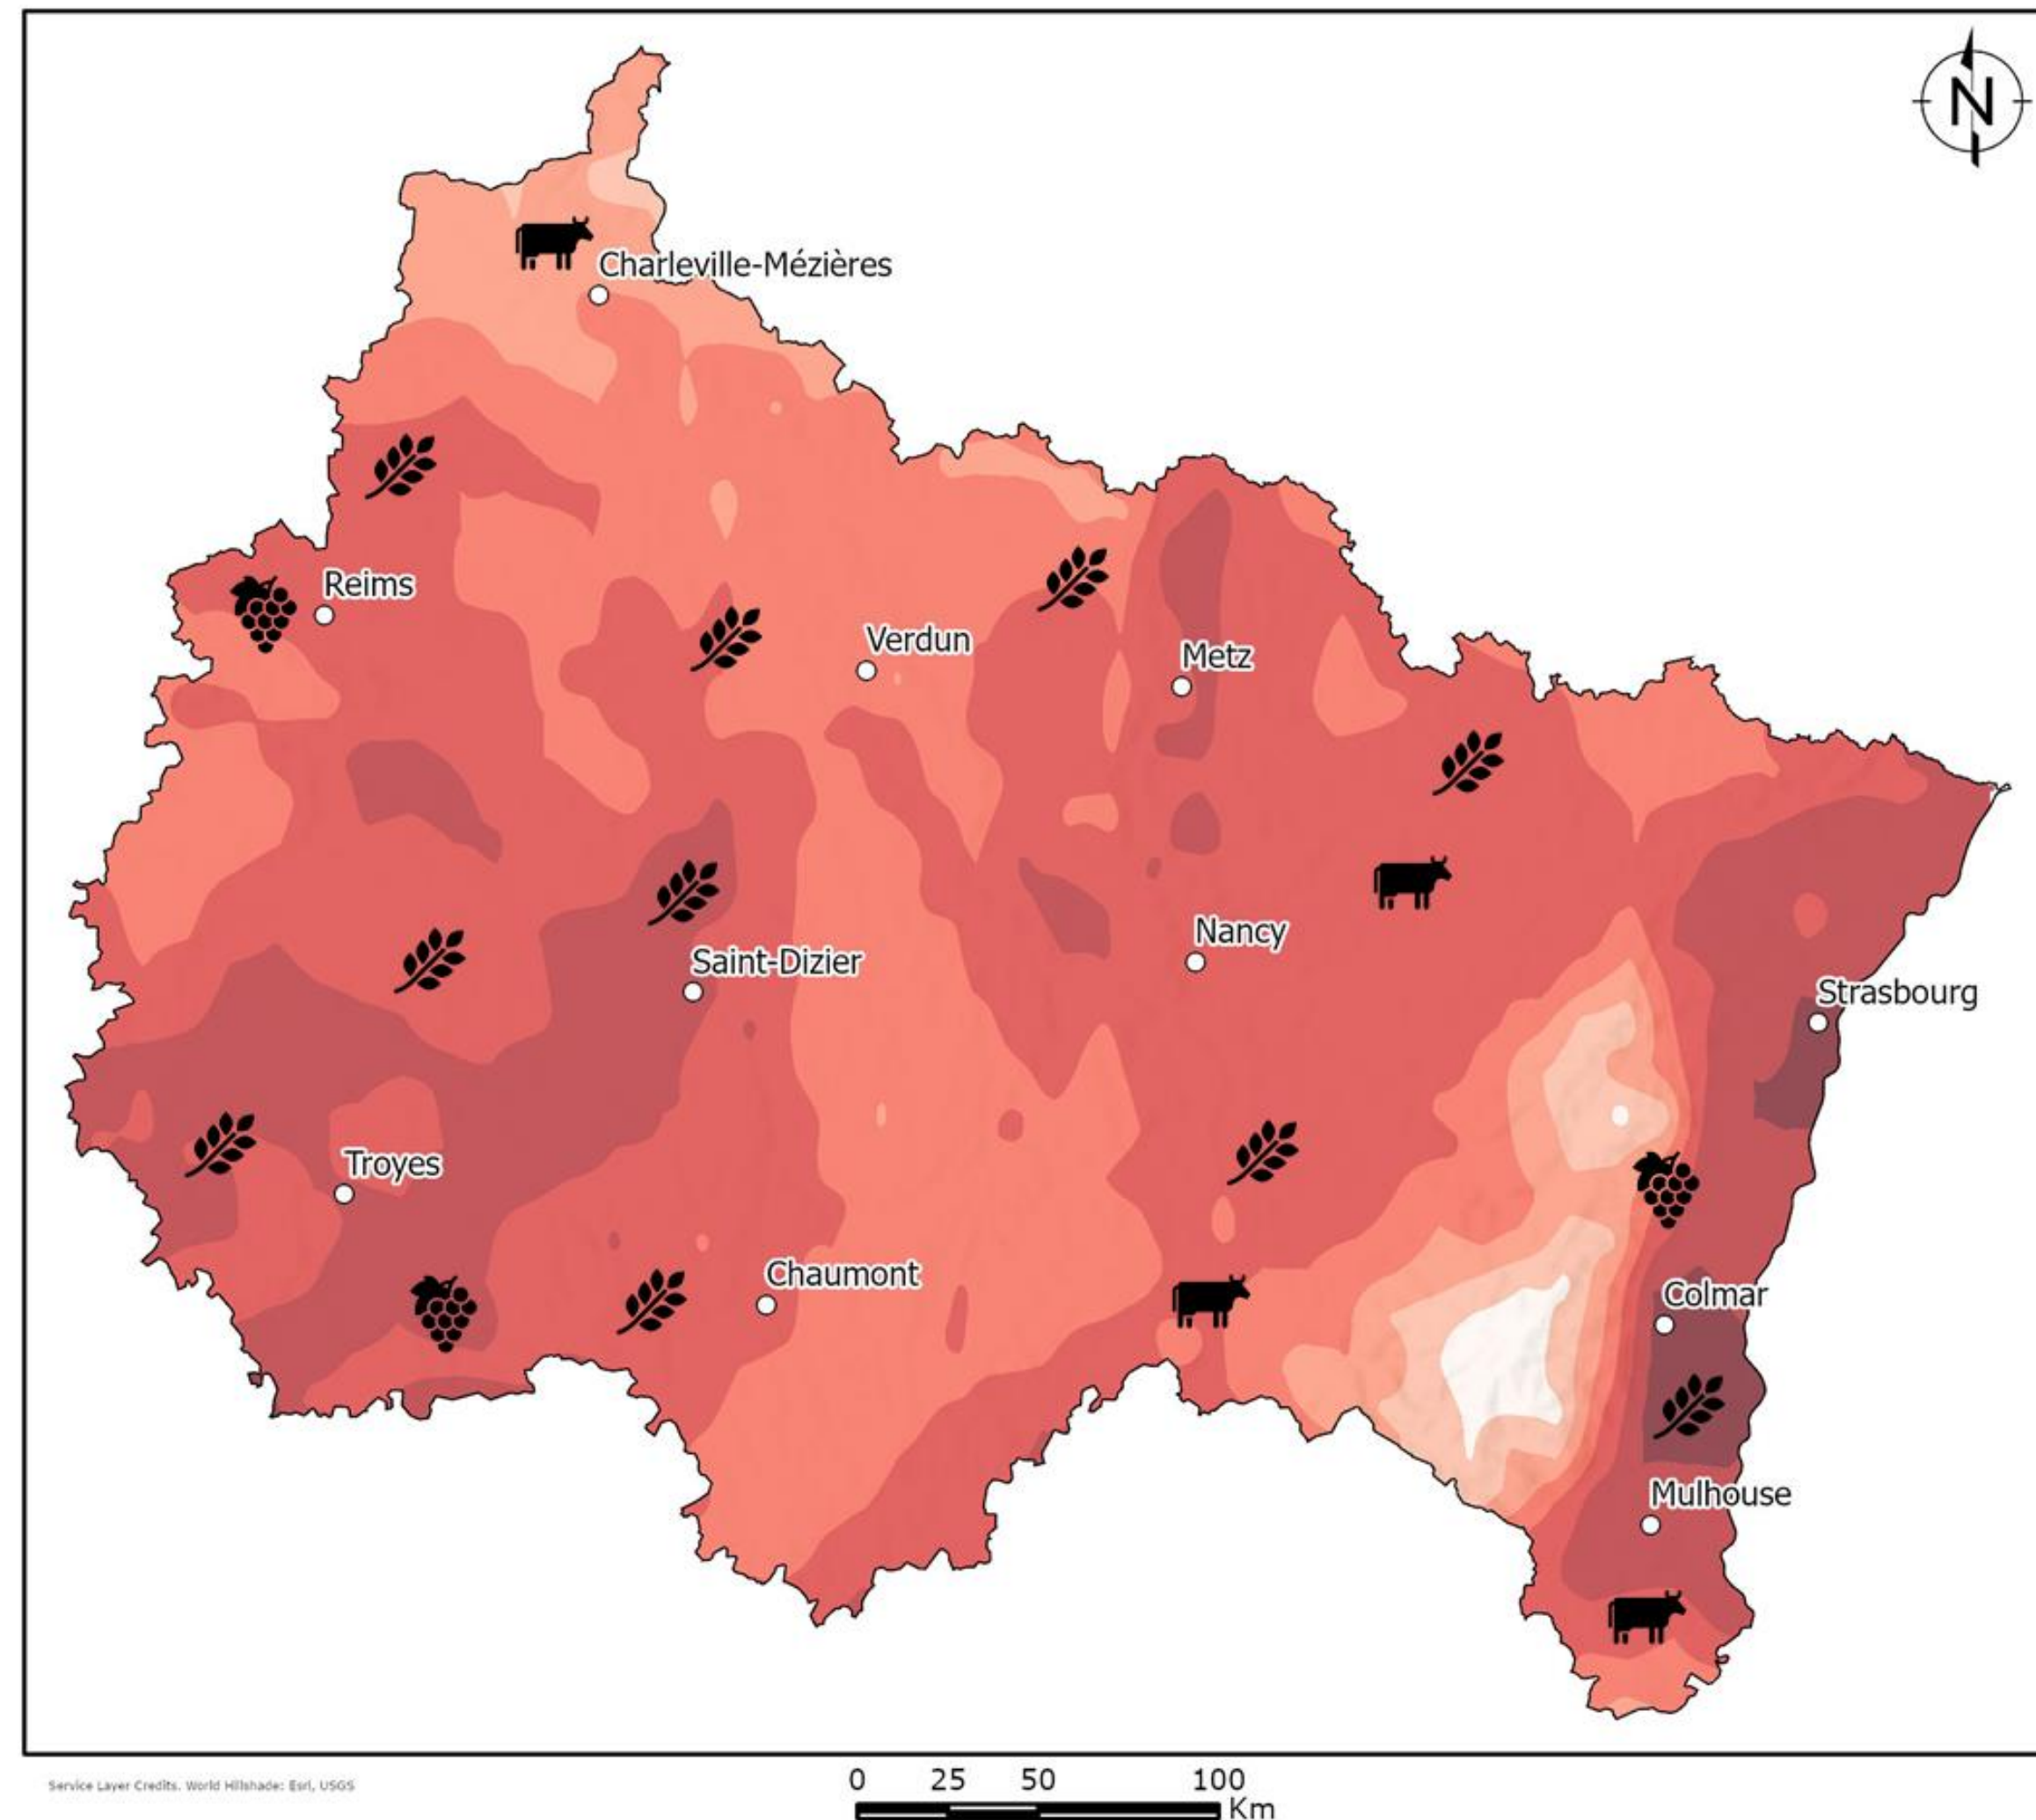 N
Charleville-Mézières
Reims
Verdun
Metz
Nancy
Saint-Dizier
Strasbourg
Troyes
Chaumont
Colmar
Mulhouse
Service Layer Credits. World Hillshade: Esri, USGS
0 25 50 100
Km